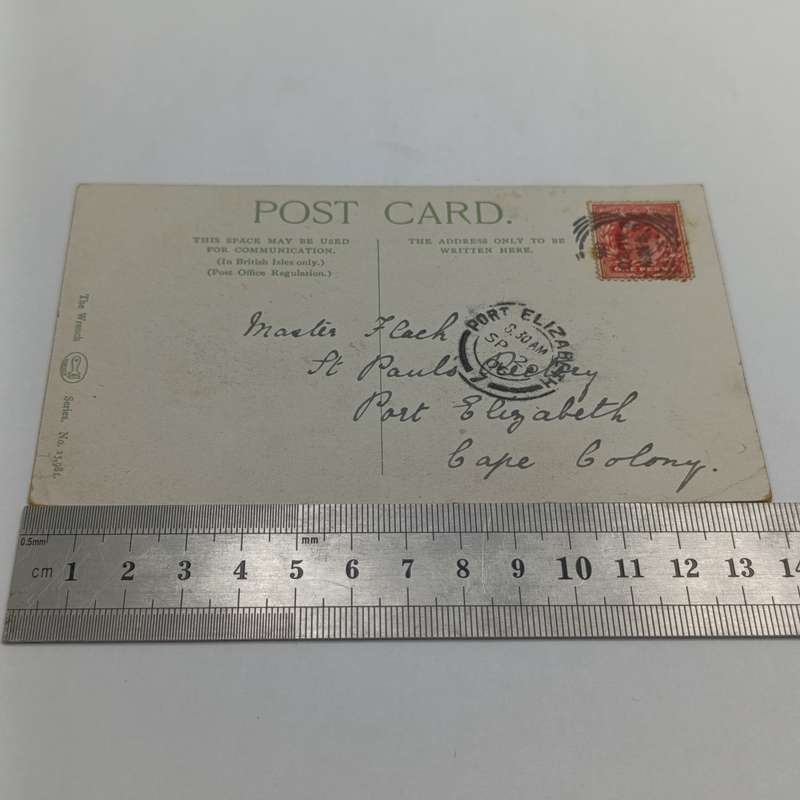 POST CARD.
THIS SPACE MAY BE USED
FOR COMMUNICATION.
(In British Isles only.)
(Post Office Regulation.)
THE ADDRESS ONLY TO BE
WRITTEN HERE.
The Wrench Series, No.
PORT ELIZABETH
8.30 AM
SP 2
Master Flach
St Paul's Rectory
Port Elizabeth
Cape Colony.
0.5mm
mm
cm 1 2 3 4 5 6 7 8 9 10 11 12 13 14